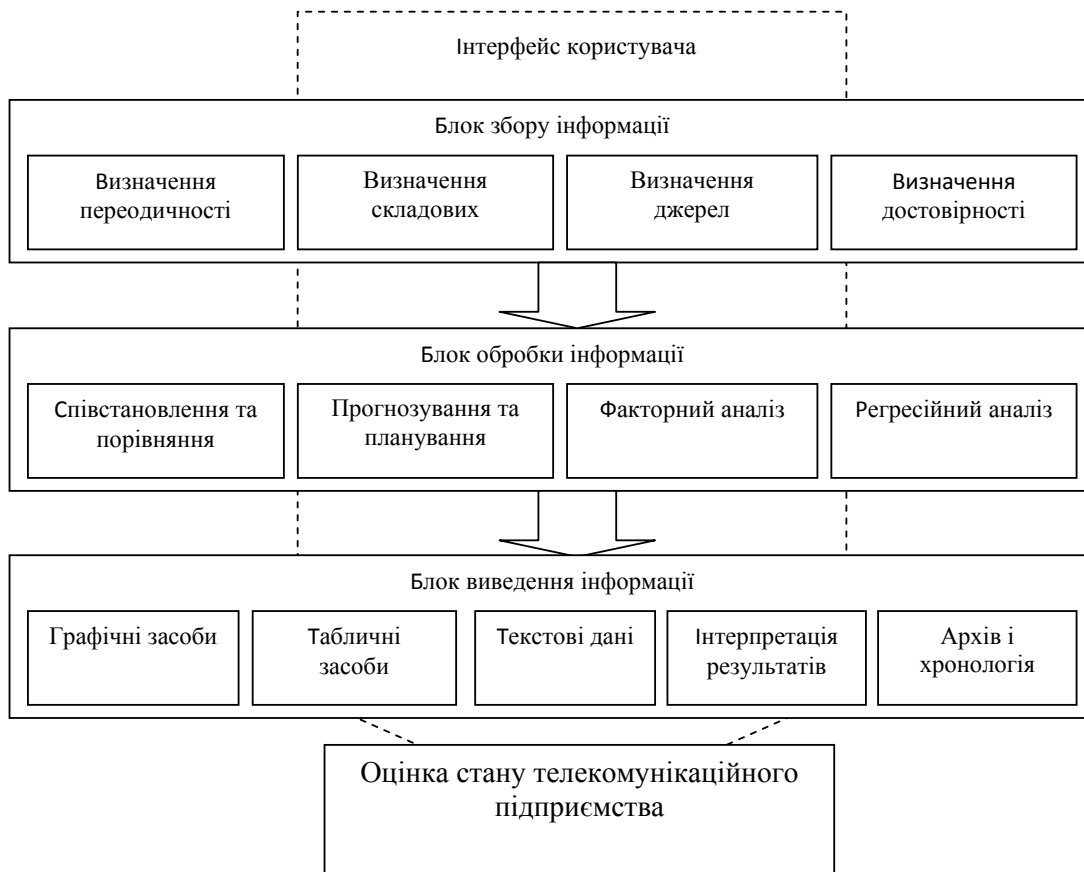 Інтерфейс користувача
Блок збору інформації
Визначення
переодичності
Визначення
складових
Визначення
джерел
Визначення
достовірності
Блок обробки інформації
Співстановлення та
порівняння
Прогнозування та
планування
Факторний аналіз
Регресійний аналіз
Блок виведення інформації
Графічні засоби
Табличні
засоби
Текстові дані
Інтерпретація
результатів
Архів і
хронологія
Оцінка стану телекомунікаційного
підприємства